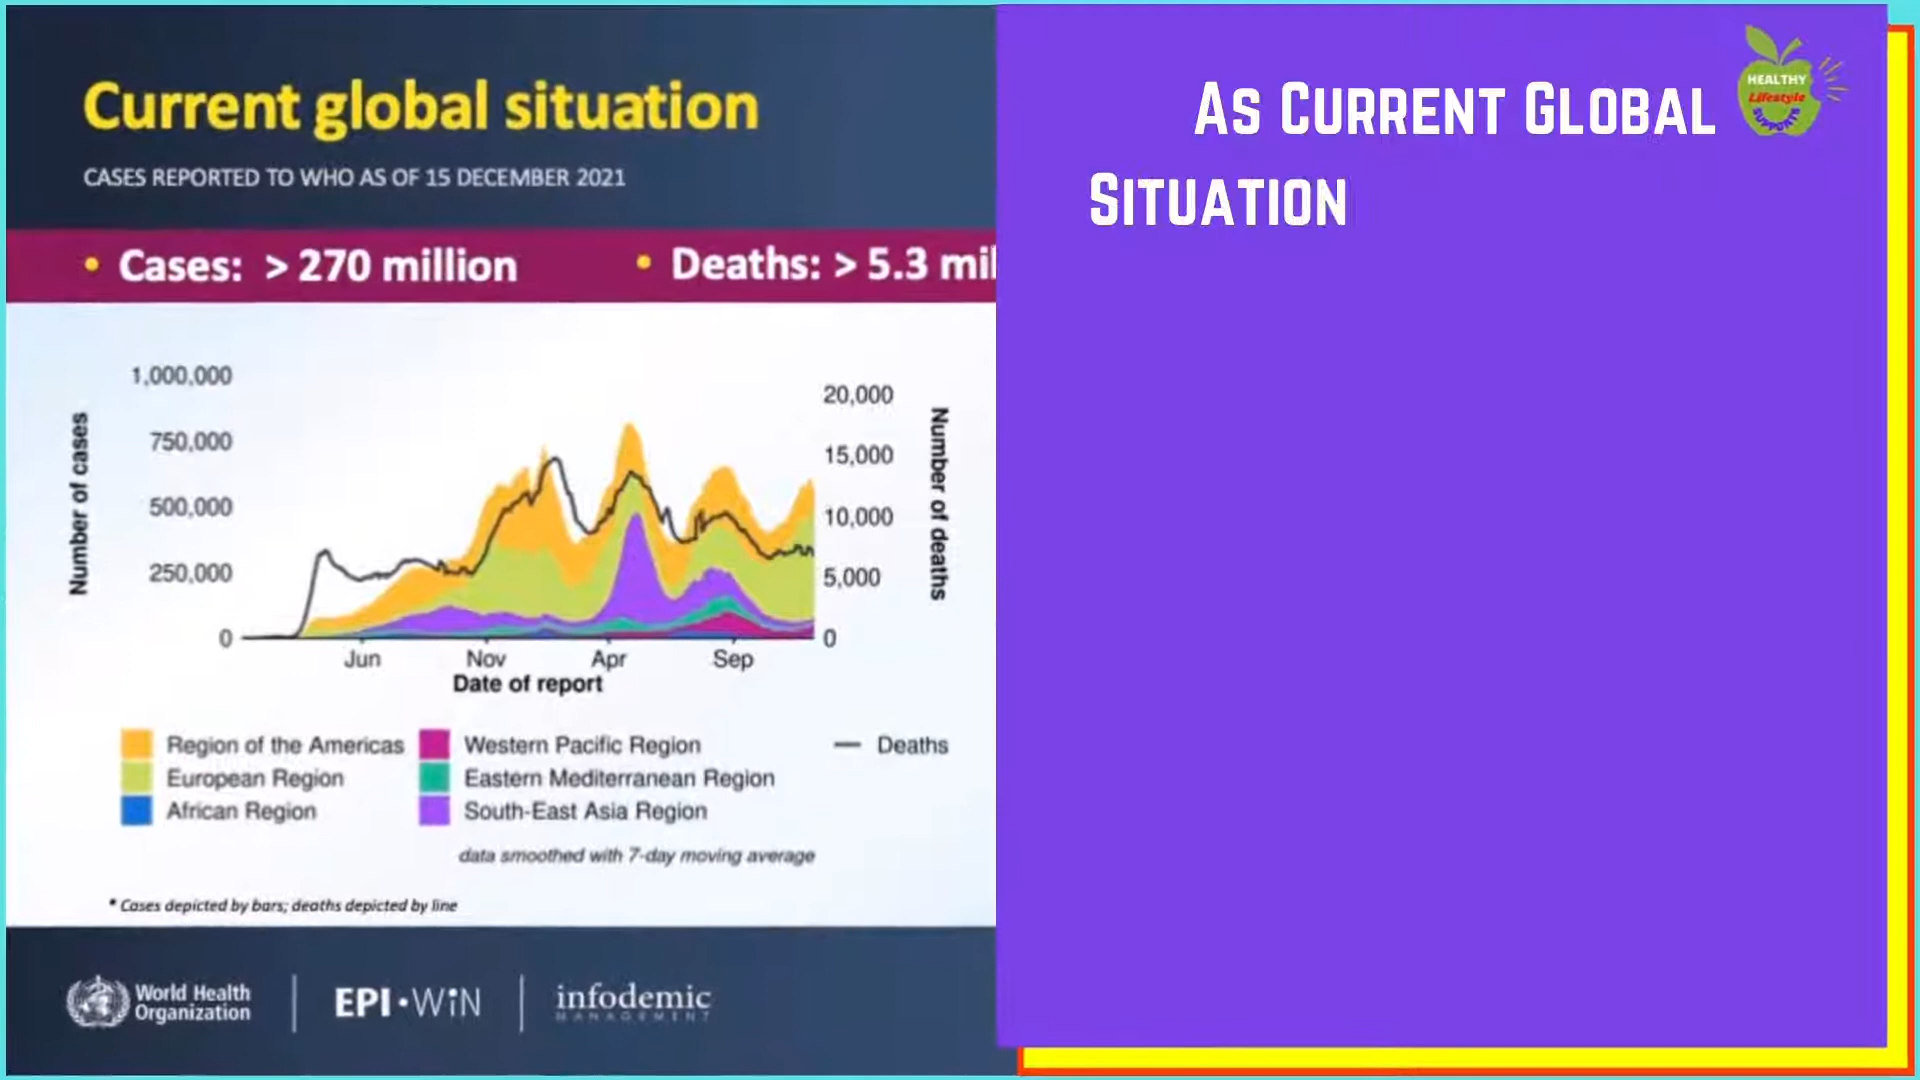 Current global situation
CASES REPORTED TO WHO AS OF 15 DECEMBER 2021
• Cases: > 270 million
• Deaths: > 5.3 mil
1,000,000
750,000
500,000
250,000
0
Number of cases
20,000
15,000
10,000
5,000
0
Number of deaths
Jun Nov Apr Sep
Date of report
Region of the Americas
European Region
African Region
Western Pacific Region
Eastern Mediterranean Region
South-East Asia Region
Deaths
data smoothed with 7-day moving average
* Cases depicted by bars; deaths depicted by line
World Health
Organization
EPI•WiN
infodemic
MANAGEMENT
AS CURRENT GLOBAL
SITUATION
HEALTHY
Lifestyle
SUPPORTS